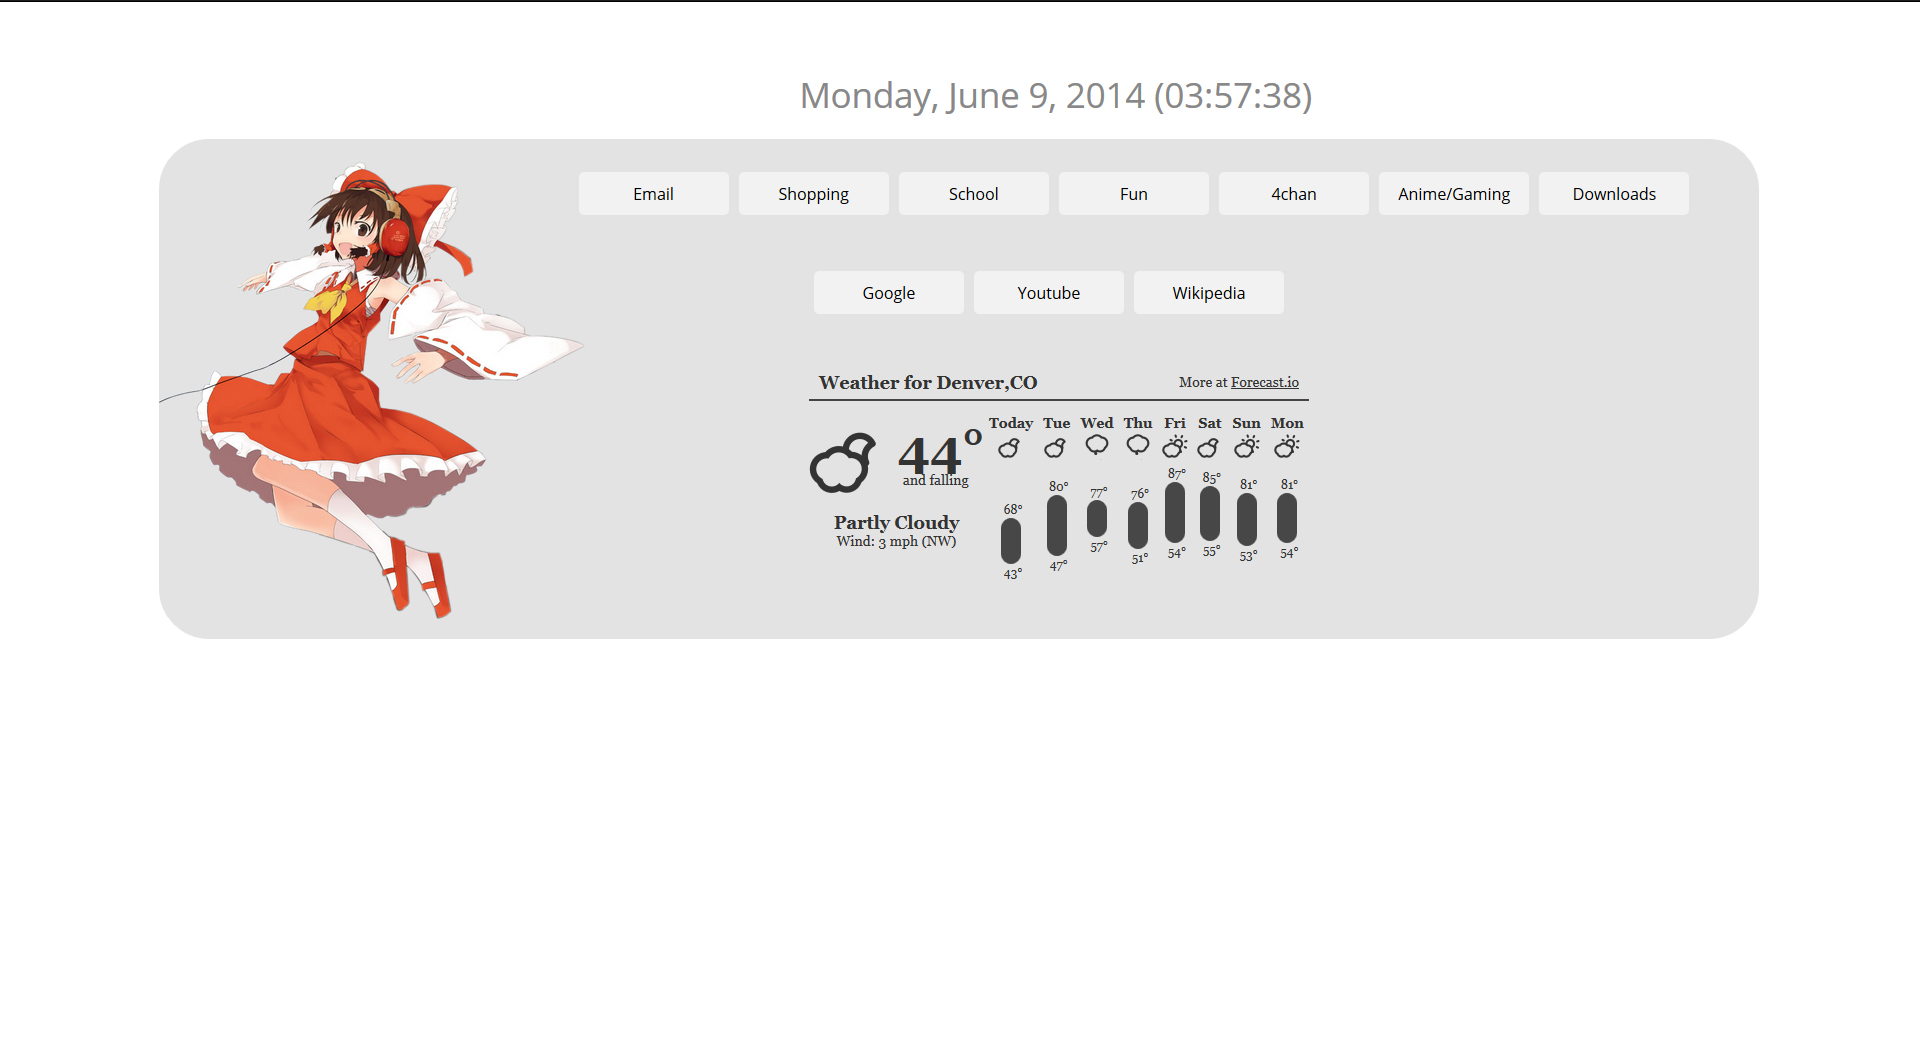 Monday, June 9, 2014 (03:57:38)
Email Shopping School Fun 4chan Anime/Gaming Downloads
Google Youtube Wikipedia
Weather for Denver,CO More at Forecast.io
Today Tue Wed Thu Fri Sat Sun Mon
44°
and falling
Partly Cloudy
Wind: 3 mph (NW)
68° 80° 77° 76° 87° 85° 81° 81°
43° 47° 57° 51° 54° 55° 53° 54°